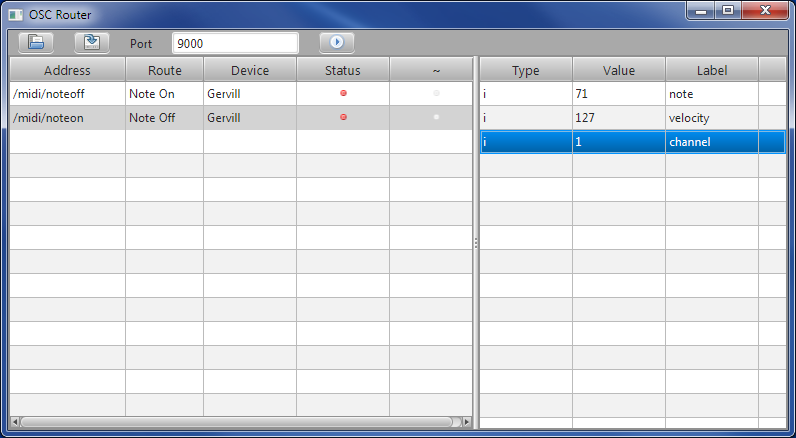 OSC Router
Port 9000
Address Route Device Status ~ Type Value Label
/midi/noteoff Note On Gervill i 71 note
/midi/noteon Note Off Gervill i 127 velocity
i 1 channel